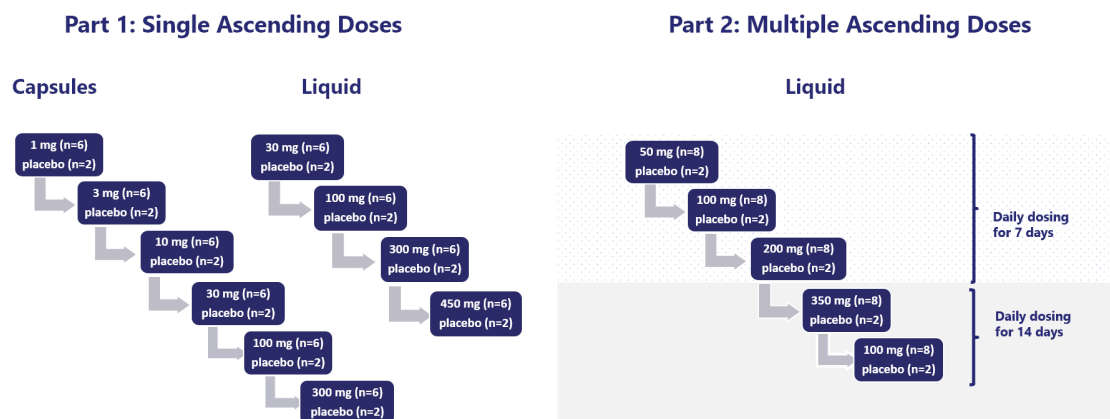 Part 1: Single Ascending Doses
Capsules
1 mg (n=6)
placebo (n=2)
3 mg (n=6)
placebo (n=2)
10 mg (n=6)
placebo (n=2)
30 mg (n=6)
placebo (n=2)
100 mg (n=6)
placebo (n=2)
300 mg (n=6)
placebo (n=2)
Liquid
30 mg (n=6)
placebo (n=2)
100 mg (n=6)
placebo (n=2)
300 mg (n=6)
placebo (n=2)
450 mg (n=6)
placebo (n=2)
Part 2: Multiple Ascending Doses
Liquid
50 mg (n=8)
placebo (n=2)
100 mg (n=8)
placebo (n=2)
200 mg (n=8)
placebo (n=2)
Daily dosing
for 7 days
350 mg (n=8)
placebo (n=2)
100 mg (n=8)
placebo (n=2)
Daily dosing
for 14 days